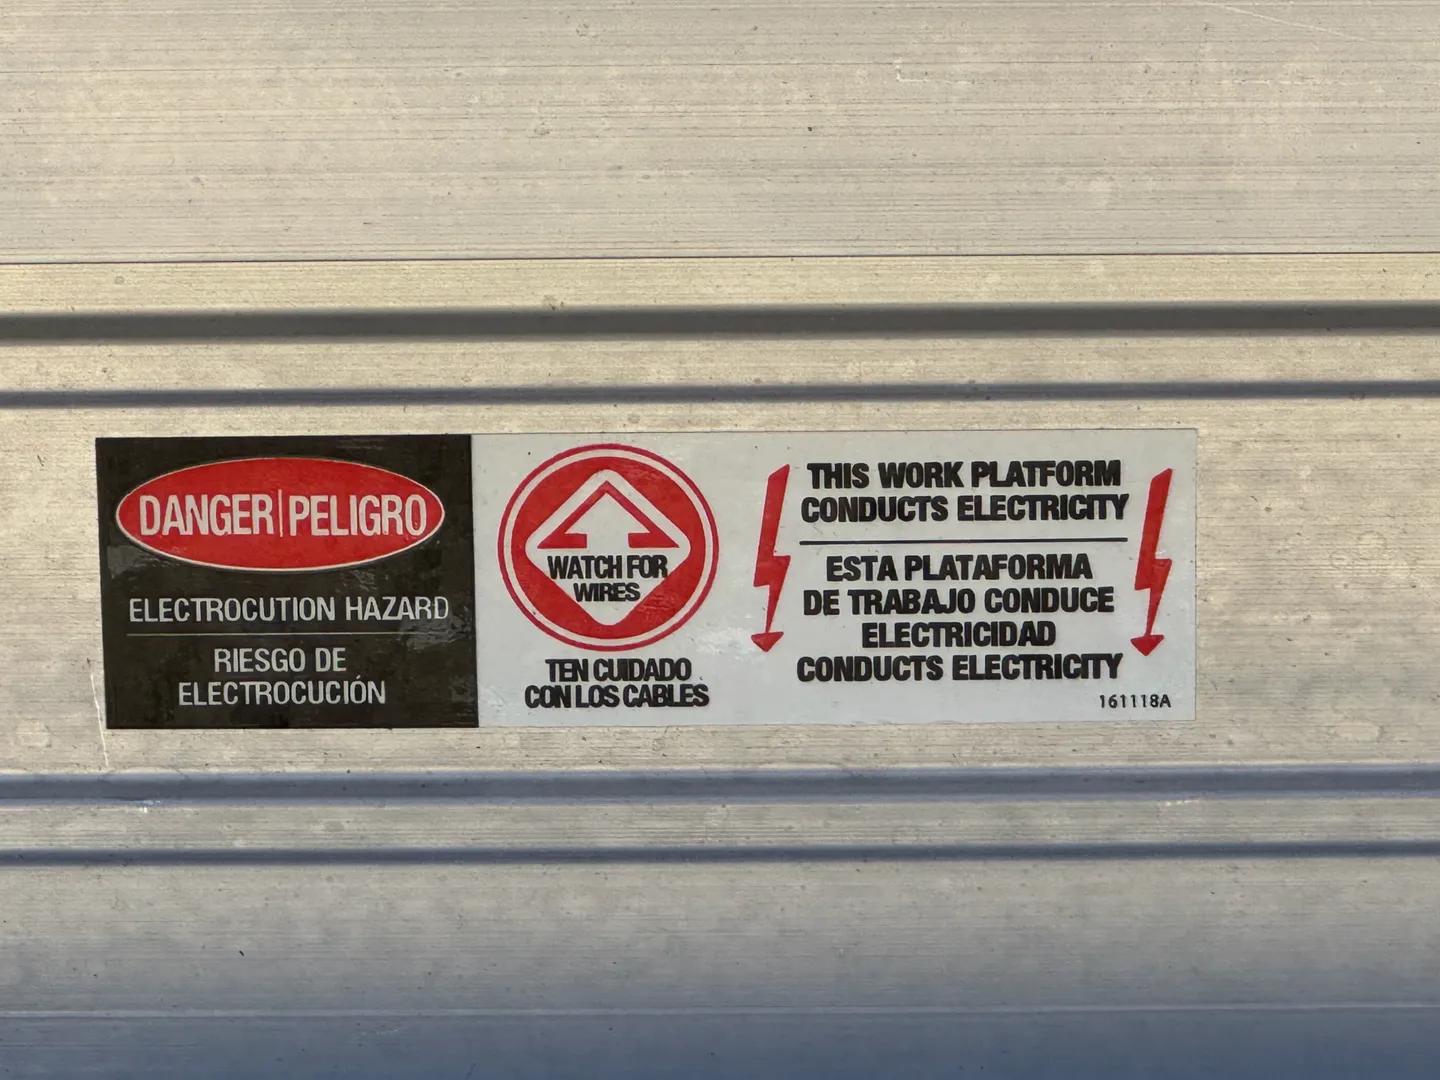 DANGER|PELIGRO
ELECTROCUTION HAZARD
RIESGO DE
ELECTROCUCIÓN
WATCH FOR
WIRES
TEN CUIDADO
CON LOS CABLES
THIS WORK PLATFORM
CONDUCTS ELECTRICITY
ESTA PLATAFORMA
DE TRABAJO CONDUCE
ELECTRICIDAD
CONDUCTS ELECTRICITY
161118A